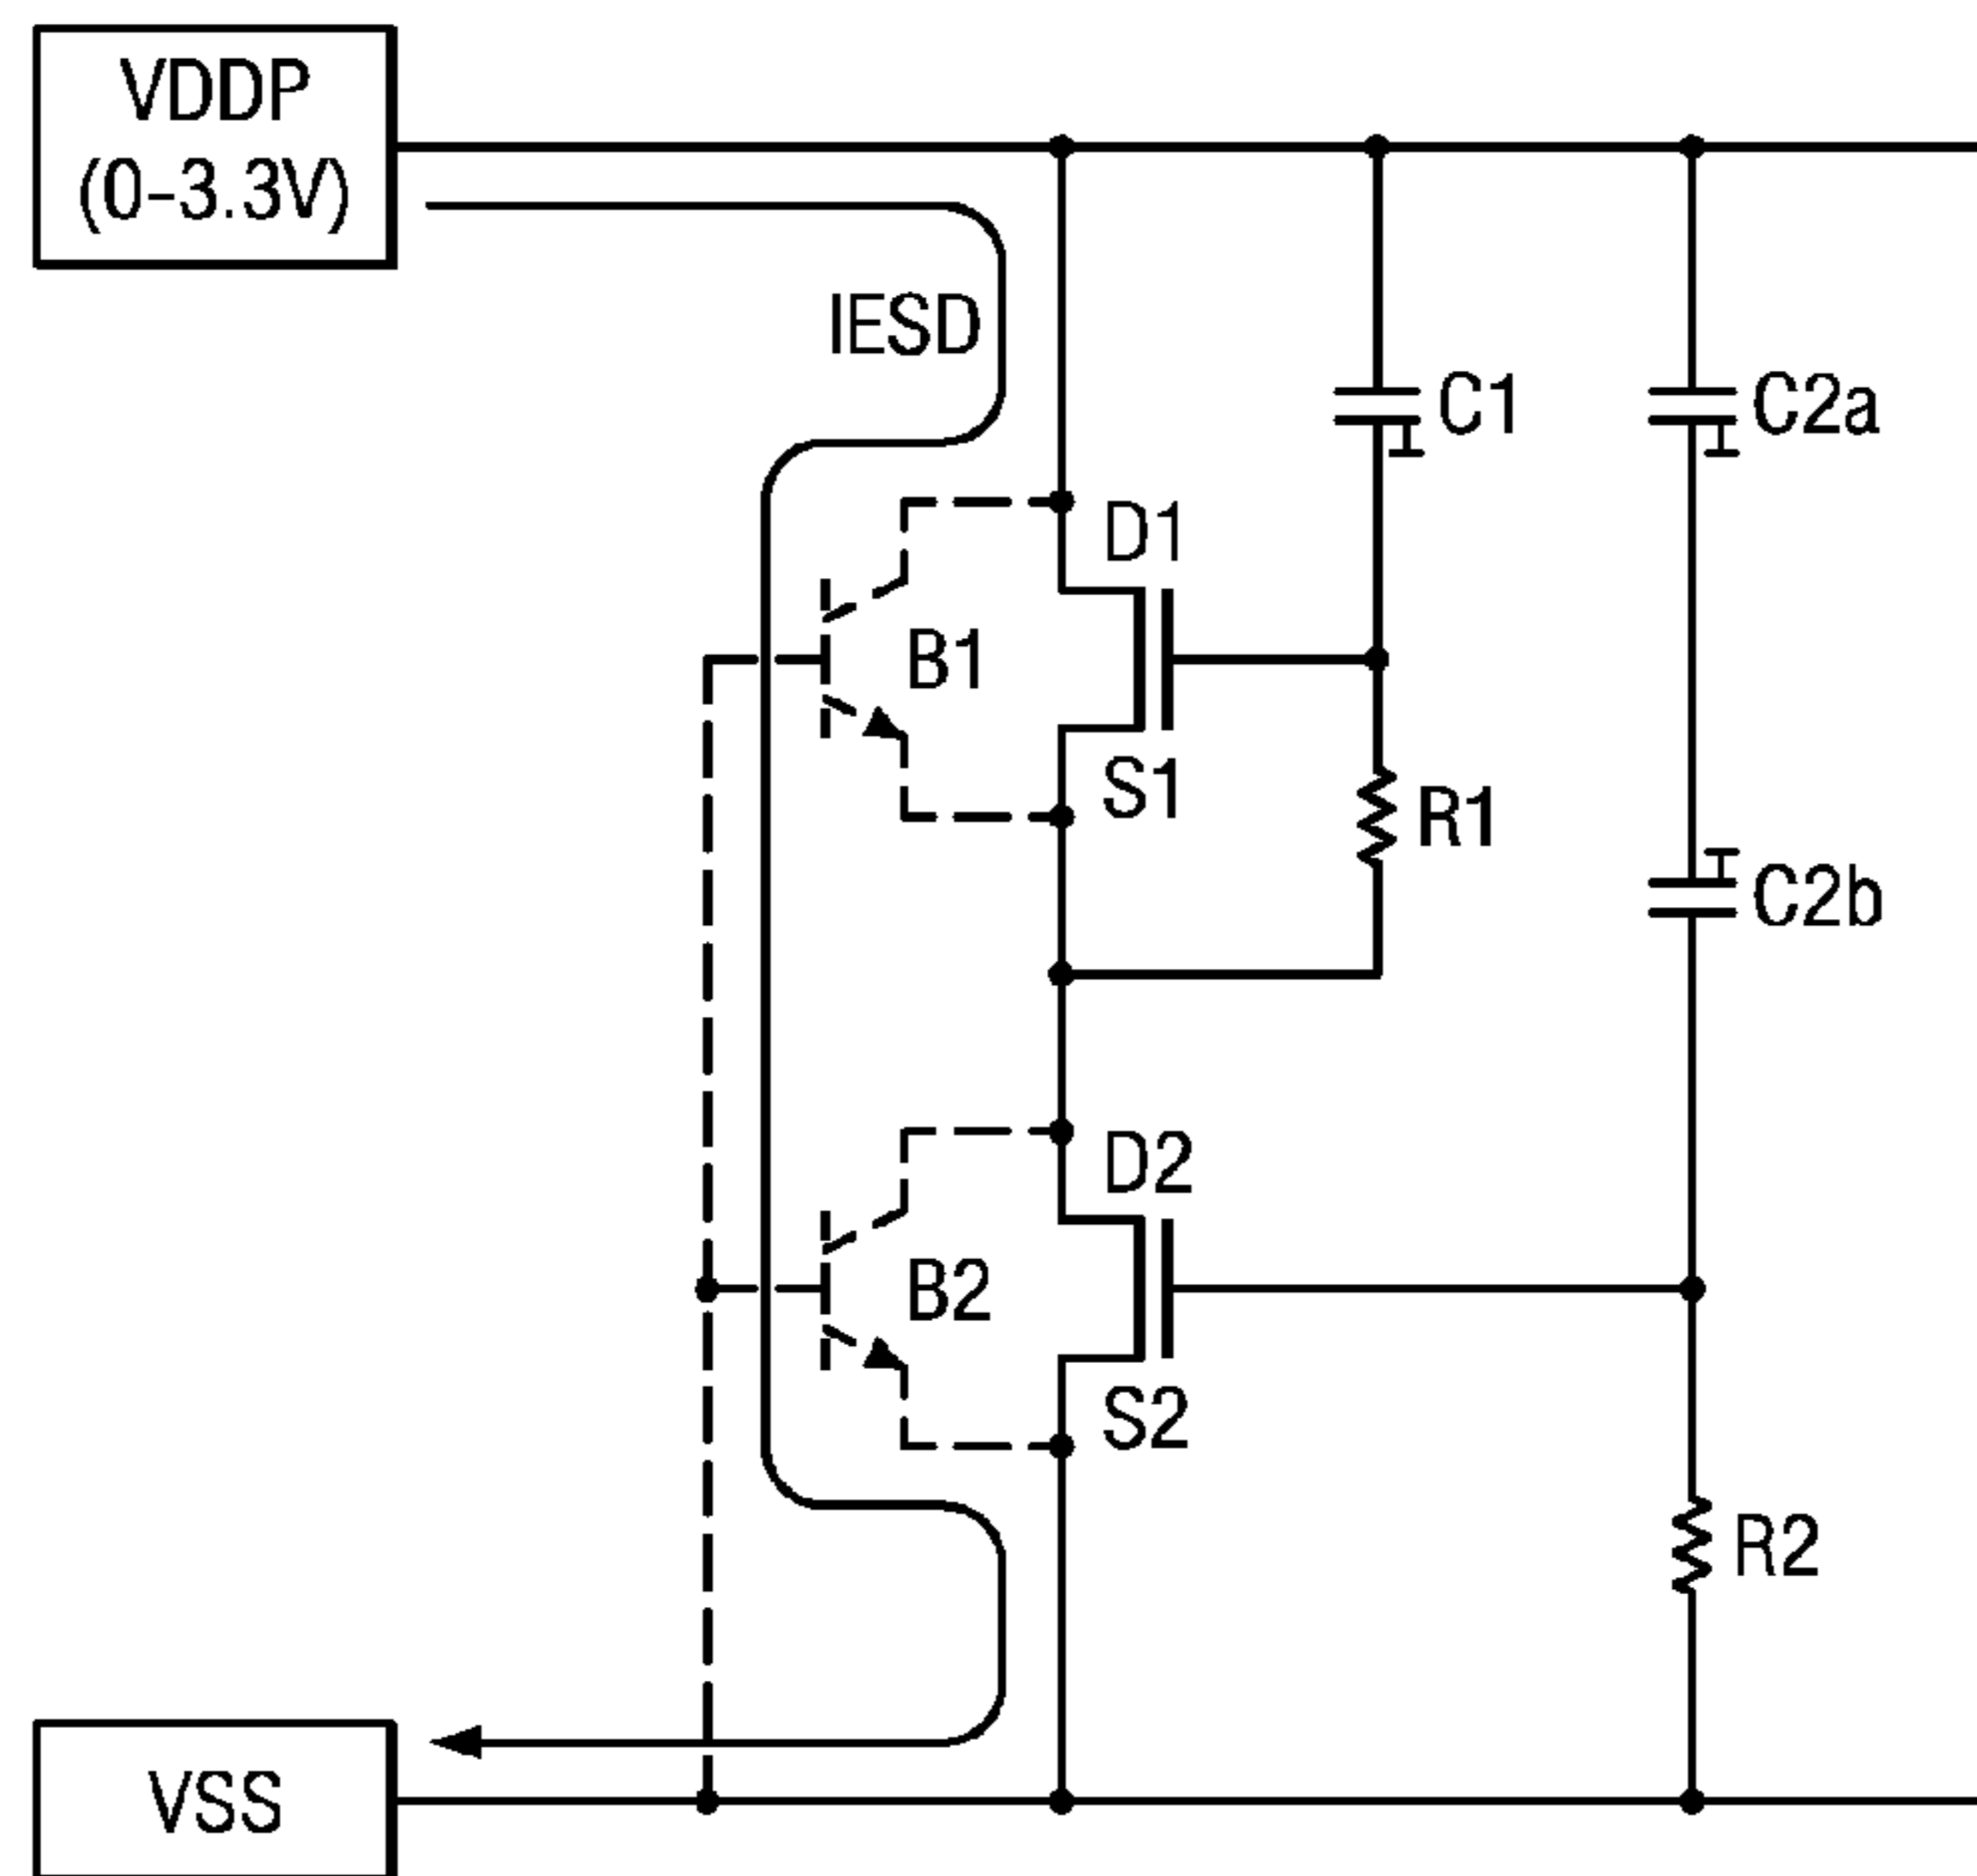 VDDP
(0-3.3V)
IESD
C1
C2a
D1
B1
S1
R1
C2b
D2
B2
S2
R2
VSS